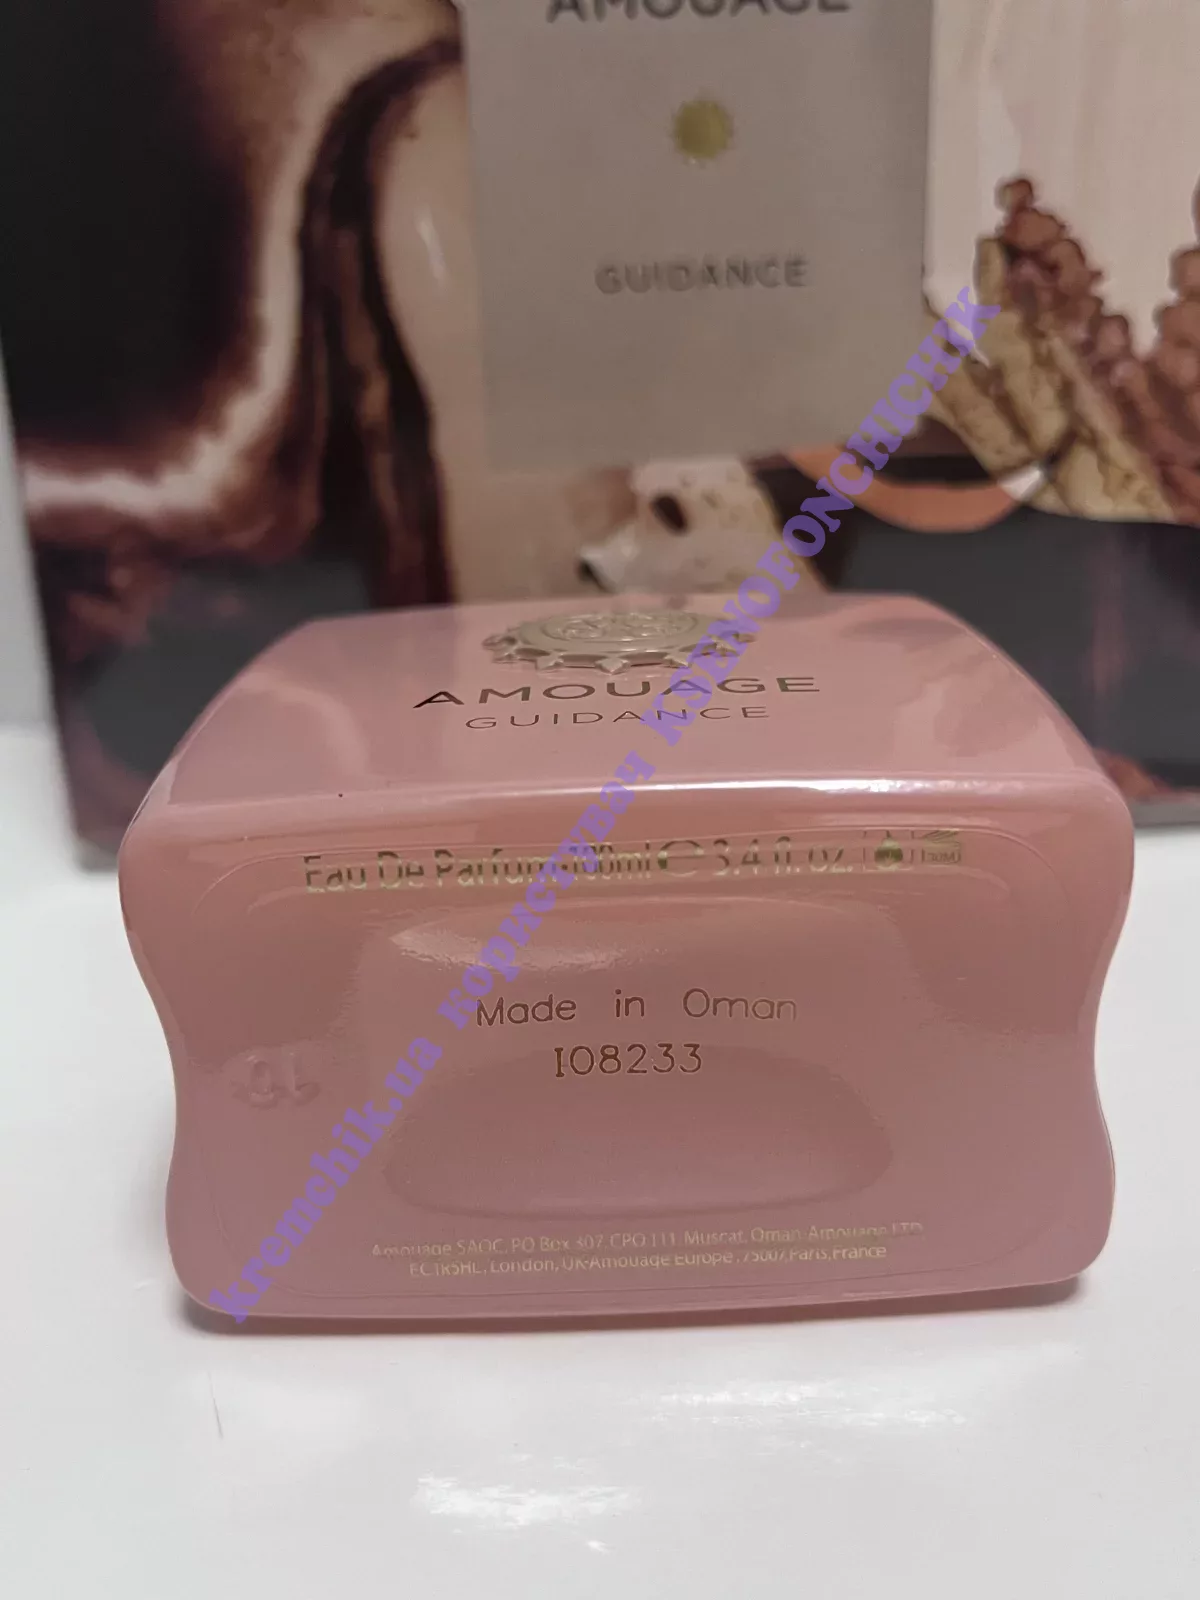 AMOUAGE
GUIDANCE
AMOUAGE
GUIDANCE
Eau De Parfum·100ml℮3.4 fl. oz.
Made in Oman
I08233
Amouage SAOC, PO Box 307, CPO 111, Muscat, Oman·Amouage LTD
EC1R5HL, London, UK·Amouage Europe, 75007, Paris, France
kremchik.ua користувач KSENOFONCHICHIK